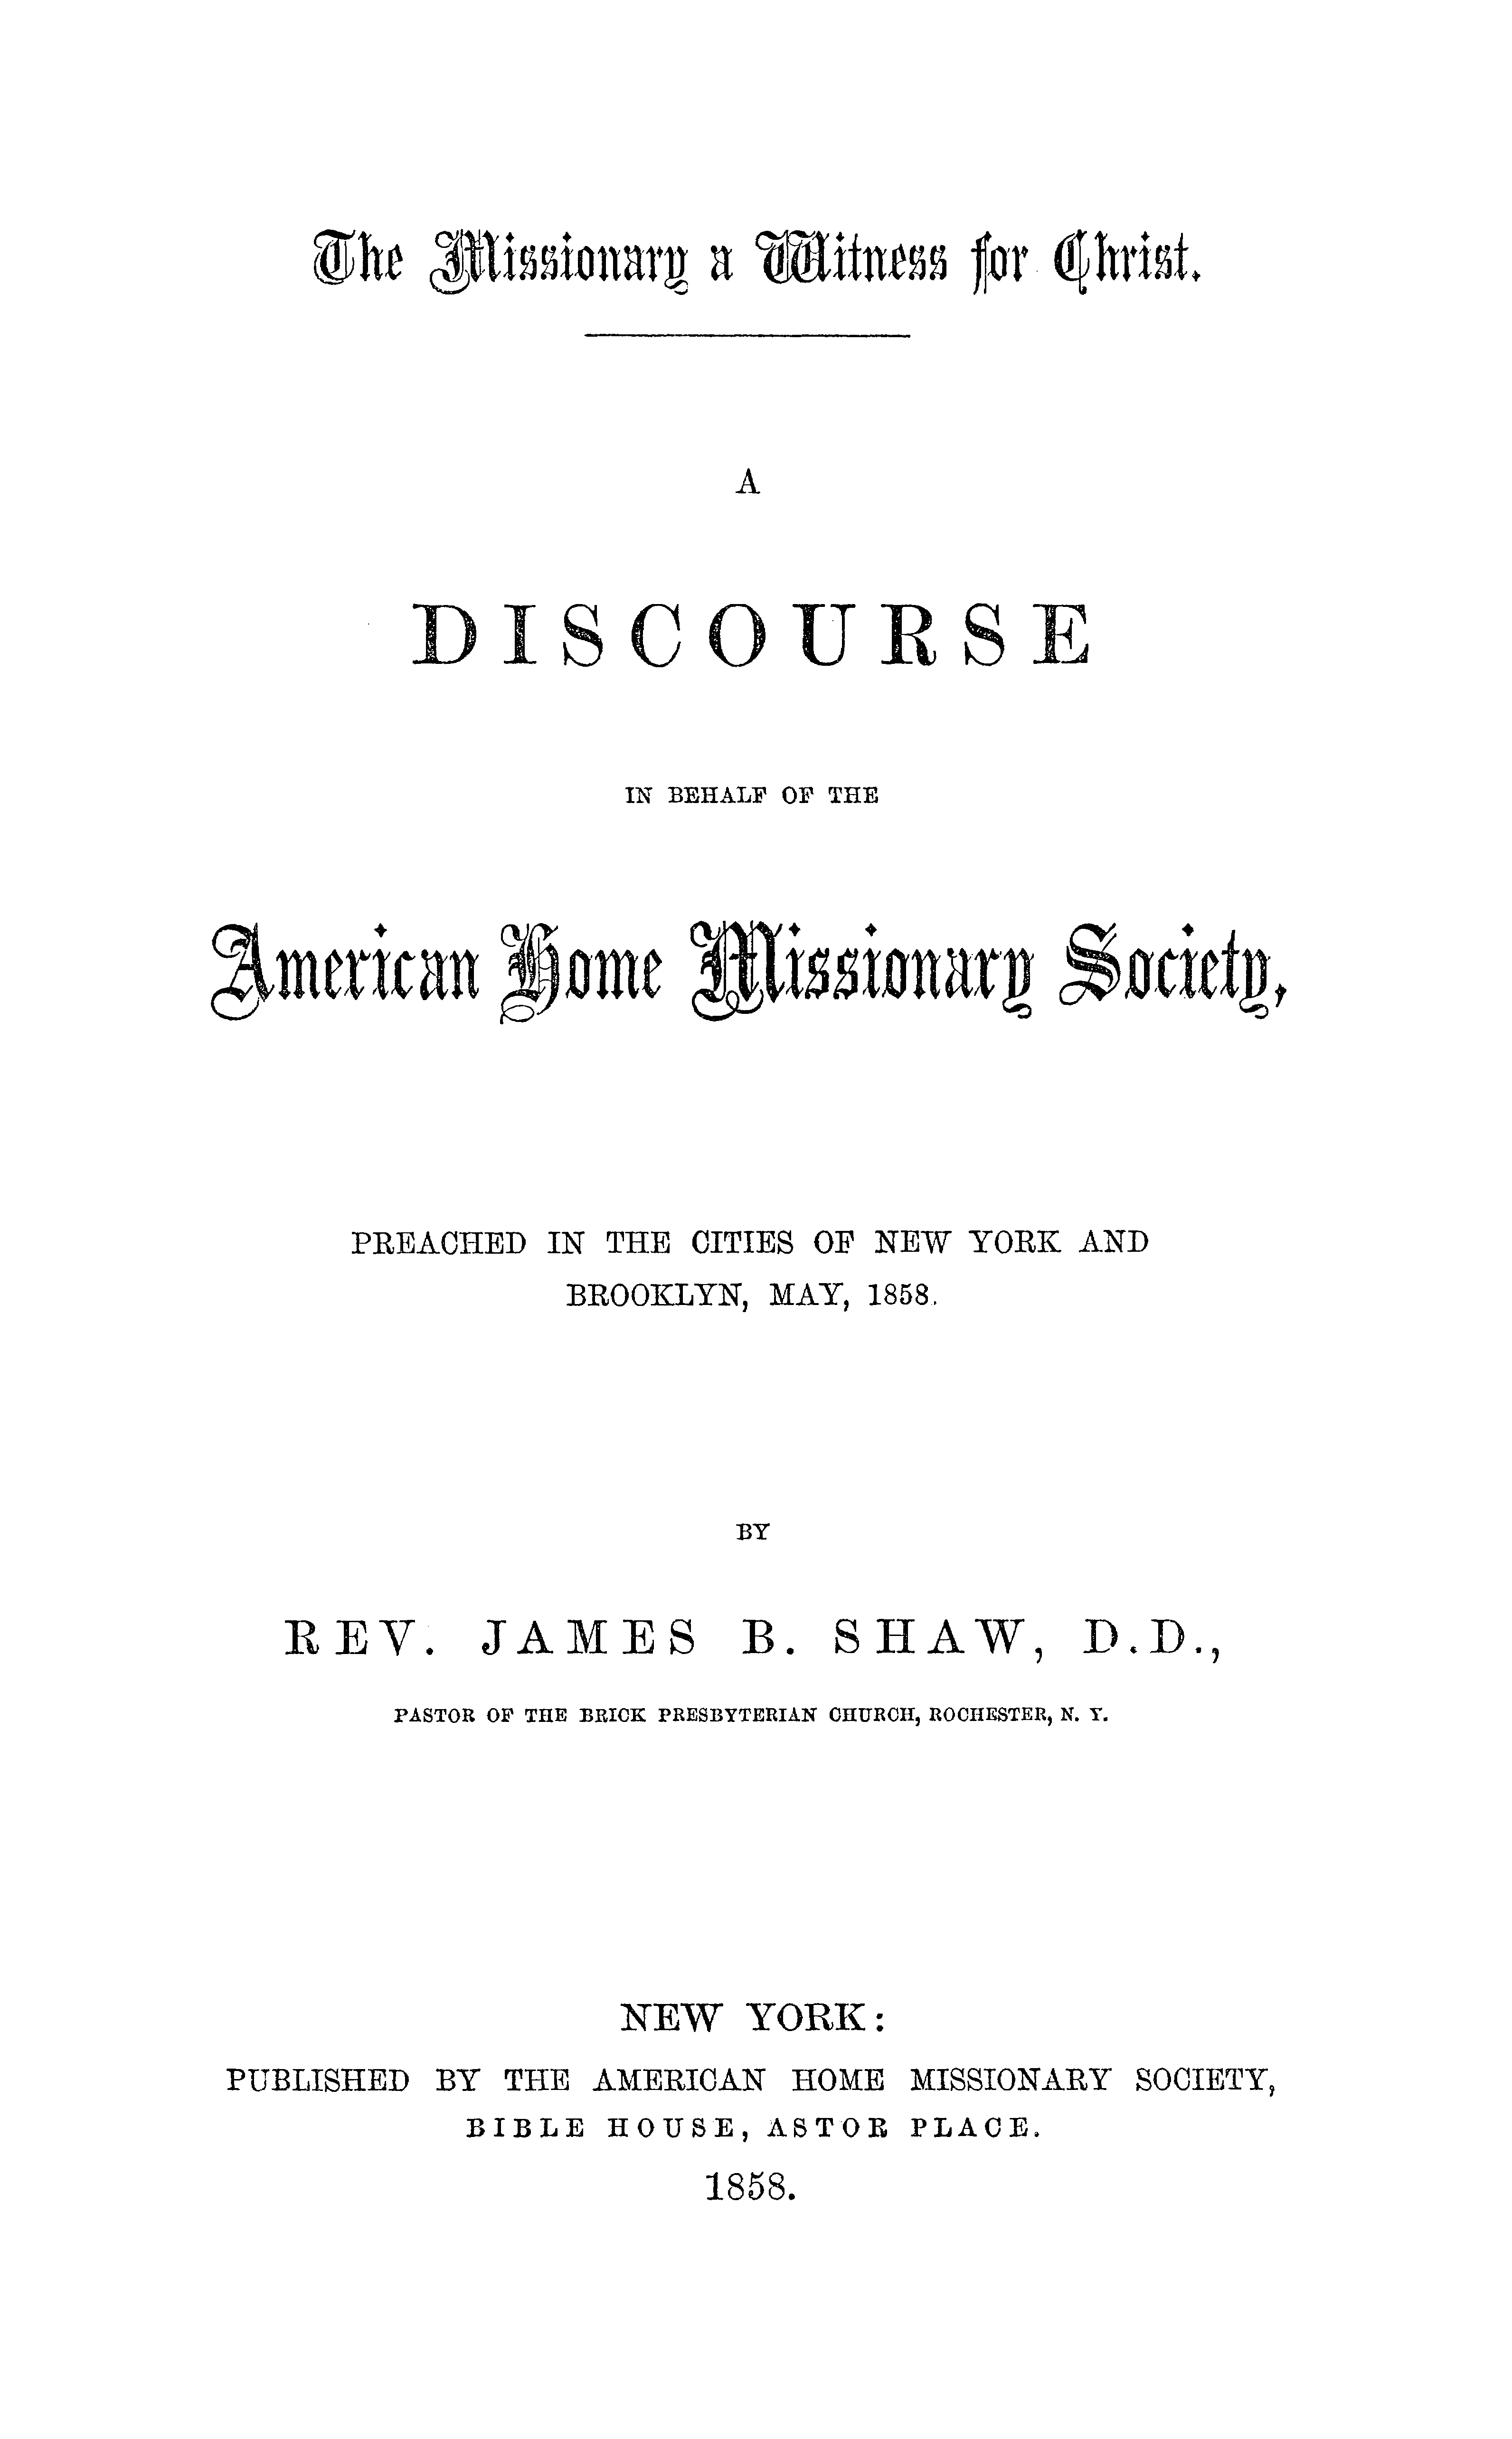 The Missionary a Witness for Christ.
A
DISCOURSE
IN BEHALF OF THE
American Home Missionary Society,
PREACHED IN THE CITIES OF NEW YORK AND
BROOKLYN, MAY, 1858.
BY
REV. JAMES B. SHAW, D.D.,
PASTOR OF THE BRICK PRESBYTERIAN CHURCH, ROCHESTER, N. Y.
NEW YORK:
PUBLISHED BY THE AMERICAN HOME MISSIONARY SOCIETY,
BIBLE HOUSE, ASTOR PLACE.
1858.